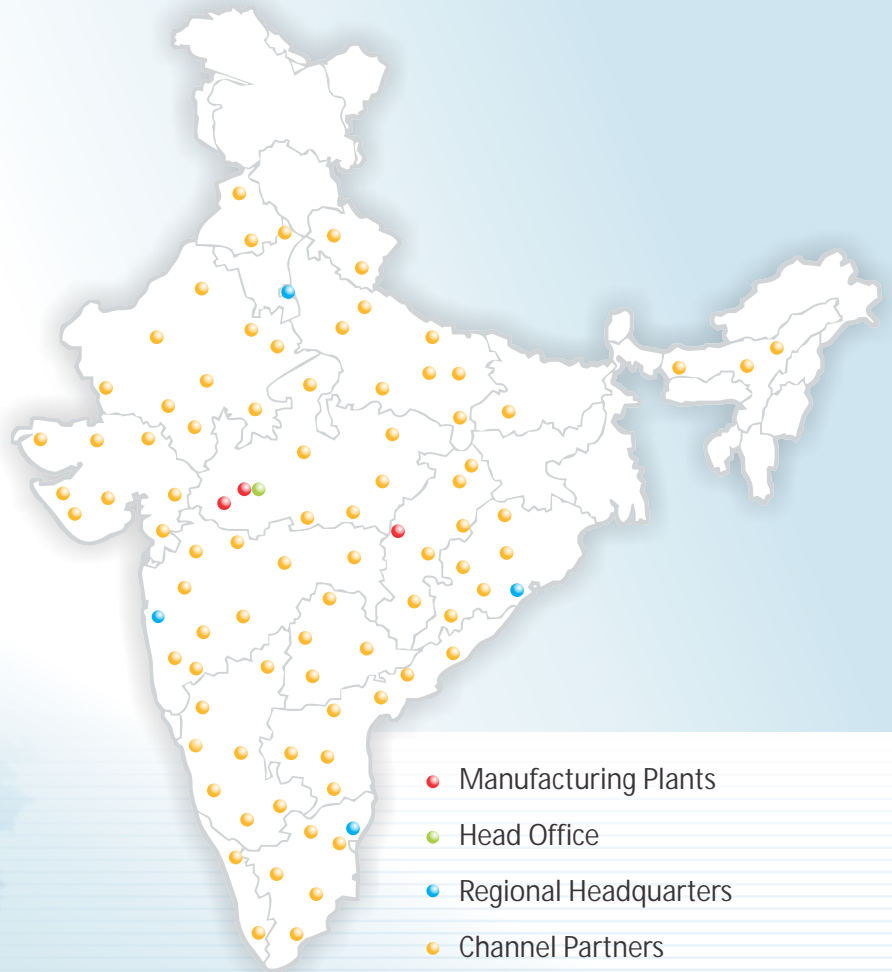 Manufacturing Plants
Head Office
Regional Headquarters
Channel Partners